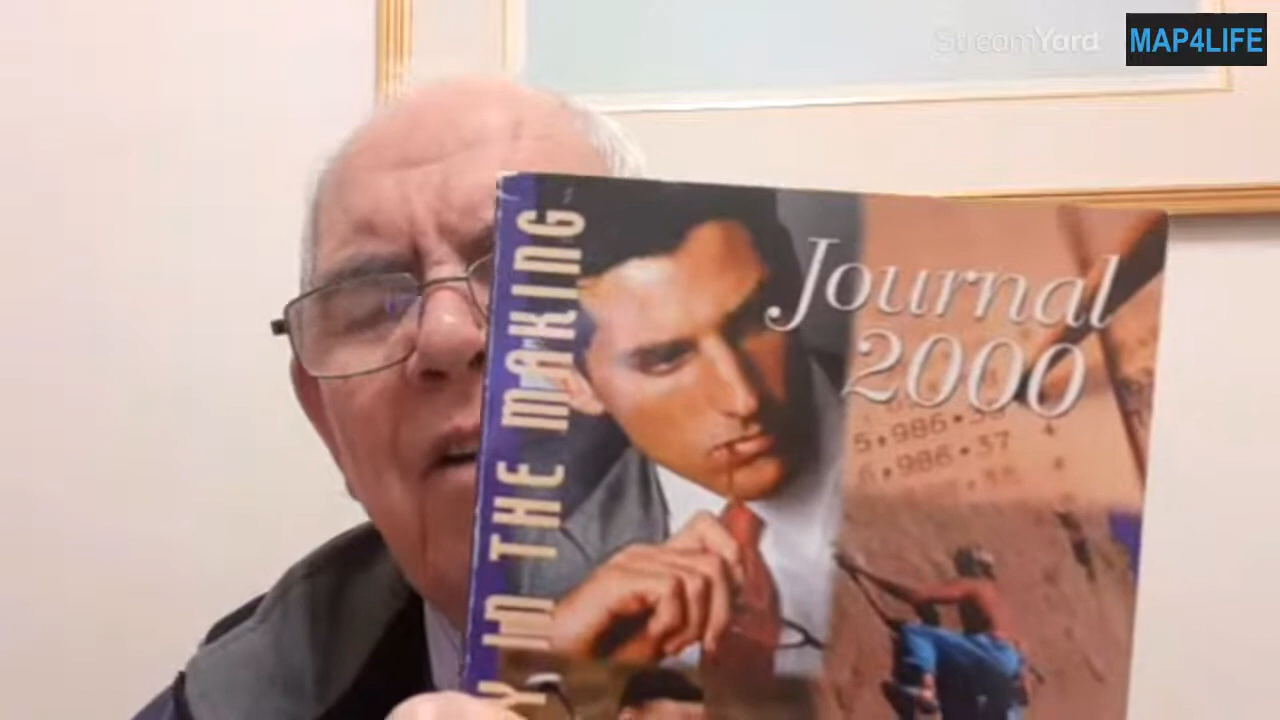 StreamYard
MAP4LIFE
Y IN THE MAKING
Journal
2000
5,986.37
6,986.37